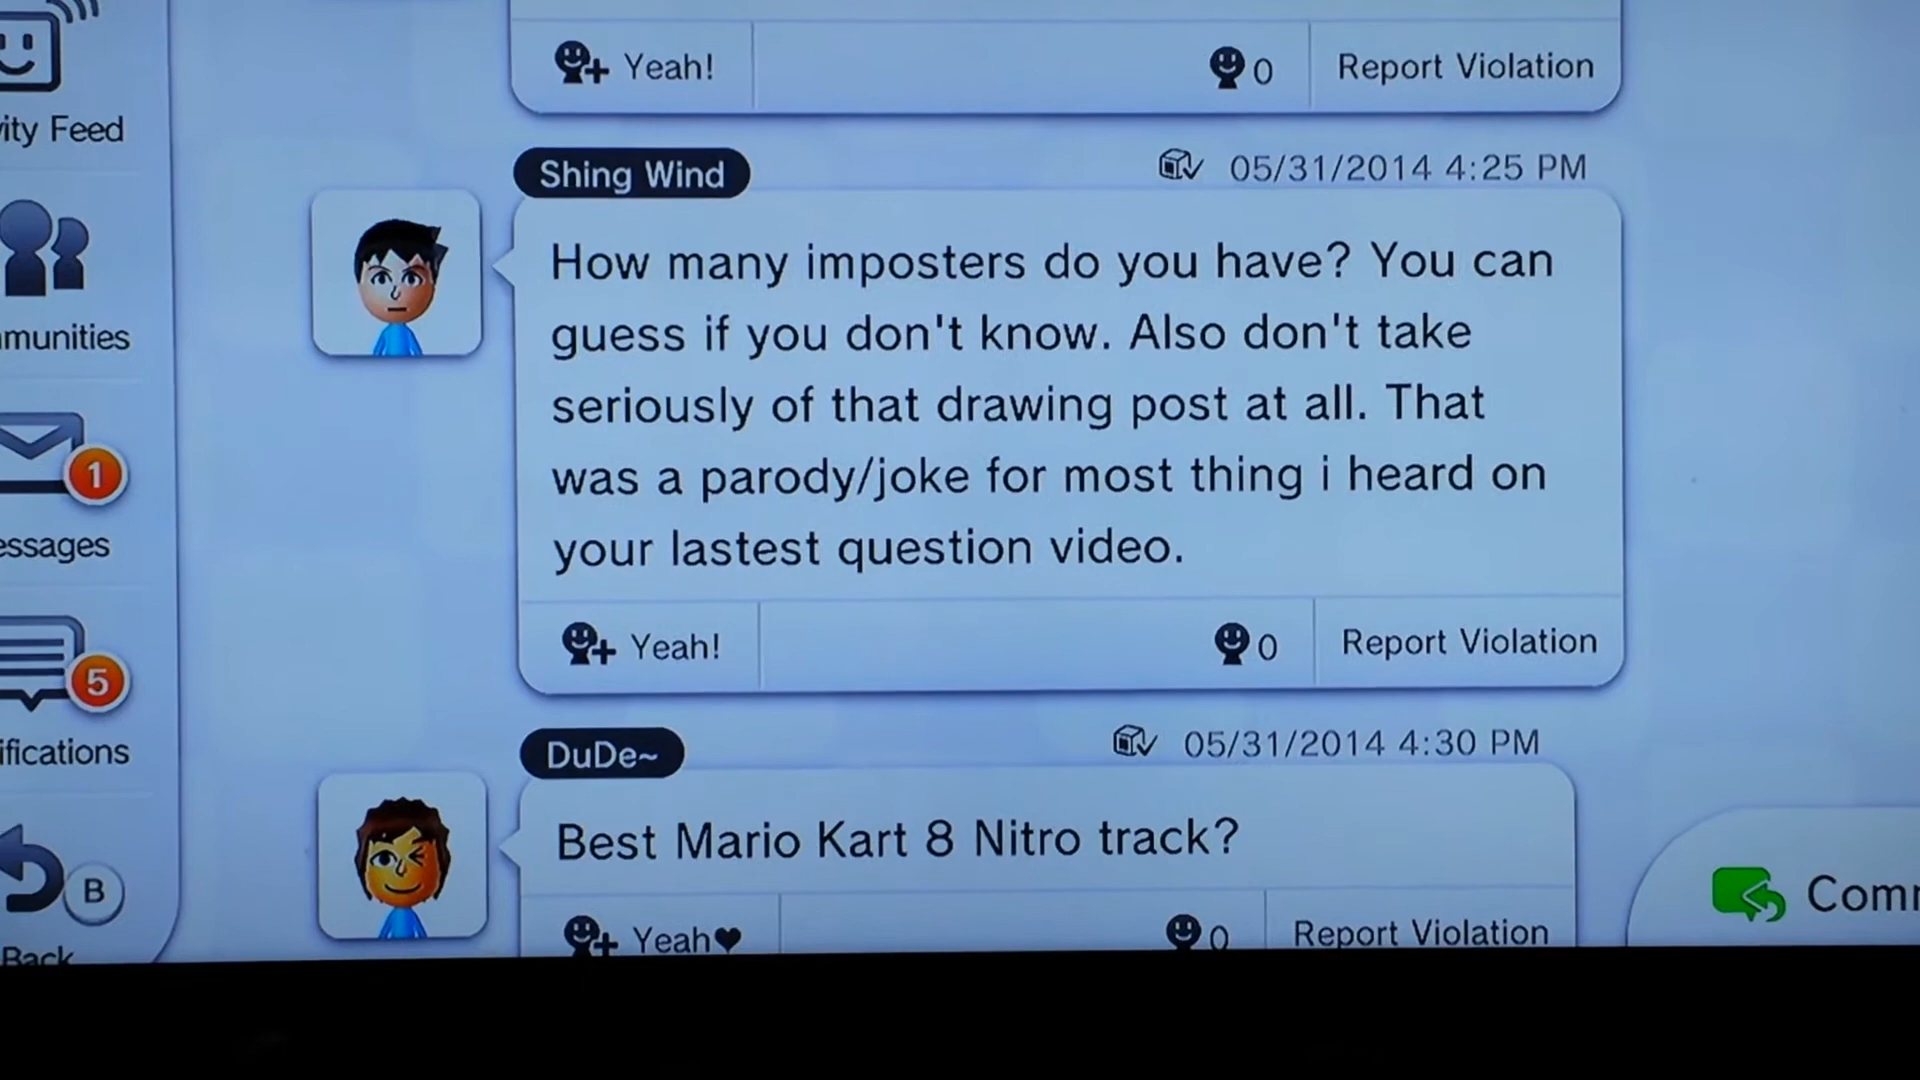 Yeah!
0
Report Violation
ity Feed
Shing Wind
05/31/2014 4:25 PM
How many imposters do you have? You can
guess if you don't know. Also don't take
seriously of that drawing post at all. That
was a parody/joke for most thing i heard on
your lastest question video.
munities
1
essages
Yeah!
0
Report Violation
5
ifications
DuDe~
05/31/2014 4:30 PM
Best Mario Kart 8 Nitro track?
B
Back
Yeah♥
0
Report Violation
Comm